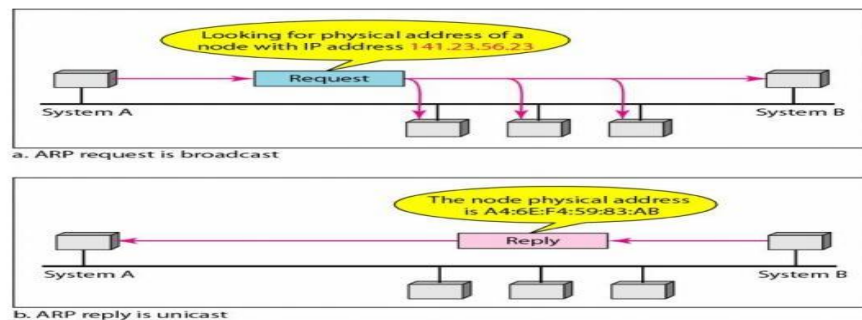 Looking for physical address of a
node with IP address 141.23.56.23
Request
System A
System B
a. ARP request is broadcast
The node physical address
is A4:6E:F4:59:83:AB
Reply
System A
System B
b. ARP reply is unicast